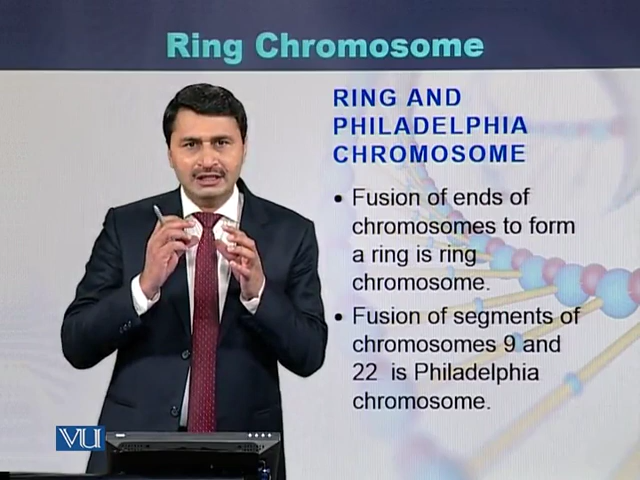 Ring Chromosome
RING AND
PHILADELPHIA
CHROMOSOME
• Fusion of ends of
chromosomes to form
a ring is ring
chromosome.
• Fusion of segments of
chromosomes 9 and
22 is Philadelphia
chromosome.
VU